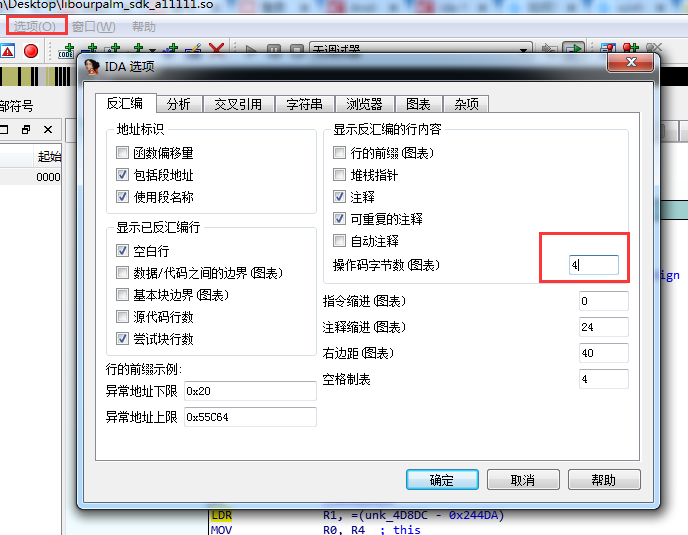 \Desktop\libourpalm_sdk_a11111.so
选项(O) 窗口(W) 帮助
无调试器
IDA 选项
部符号
起始
0000
反汇编 分析 交叉引用 字符串 浏览器 图表 杂项
地址标识
函数偏移量
包括段地址
使用段名称
显示已反汇编行
空白行
数据/代码之间的边界(图表)
基本块边界(图表)
源代码行数
尝试块行数
行的前缀示例:
异常地址下限 0x20
异常地址上限 0x55C64
显示反汇编的行内容
行的前缀(图表)
堆栈指针
注释
可重复的注释
自动注释
操作码字节数(图表) 4
指令缩进(图表) 0
注释缩进(图表) 24
右边距(图表) 40
空格制表 4
ign
确定 取消 帮助
LDR R1, =(unk_4D8DC - 0x244DA)
MOV R0, R4 ; this